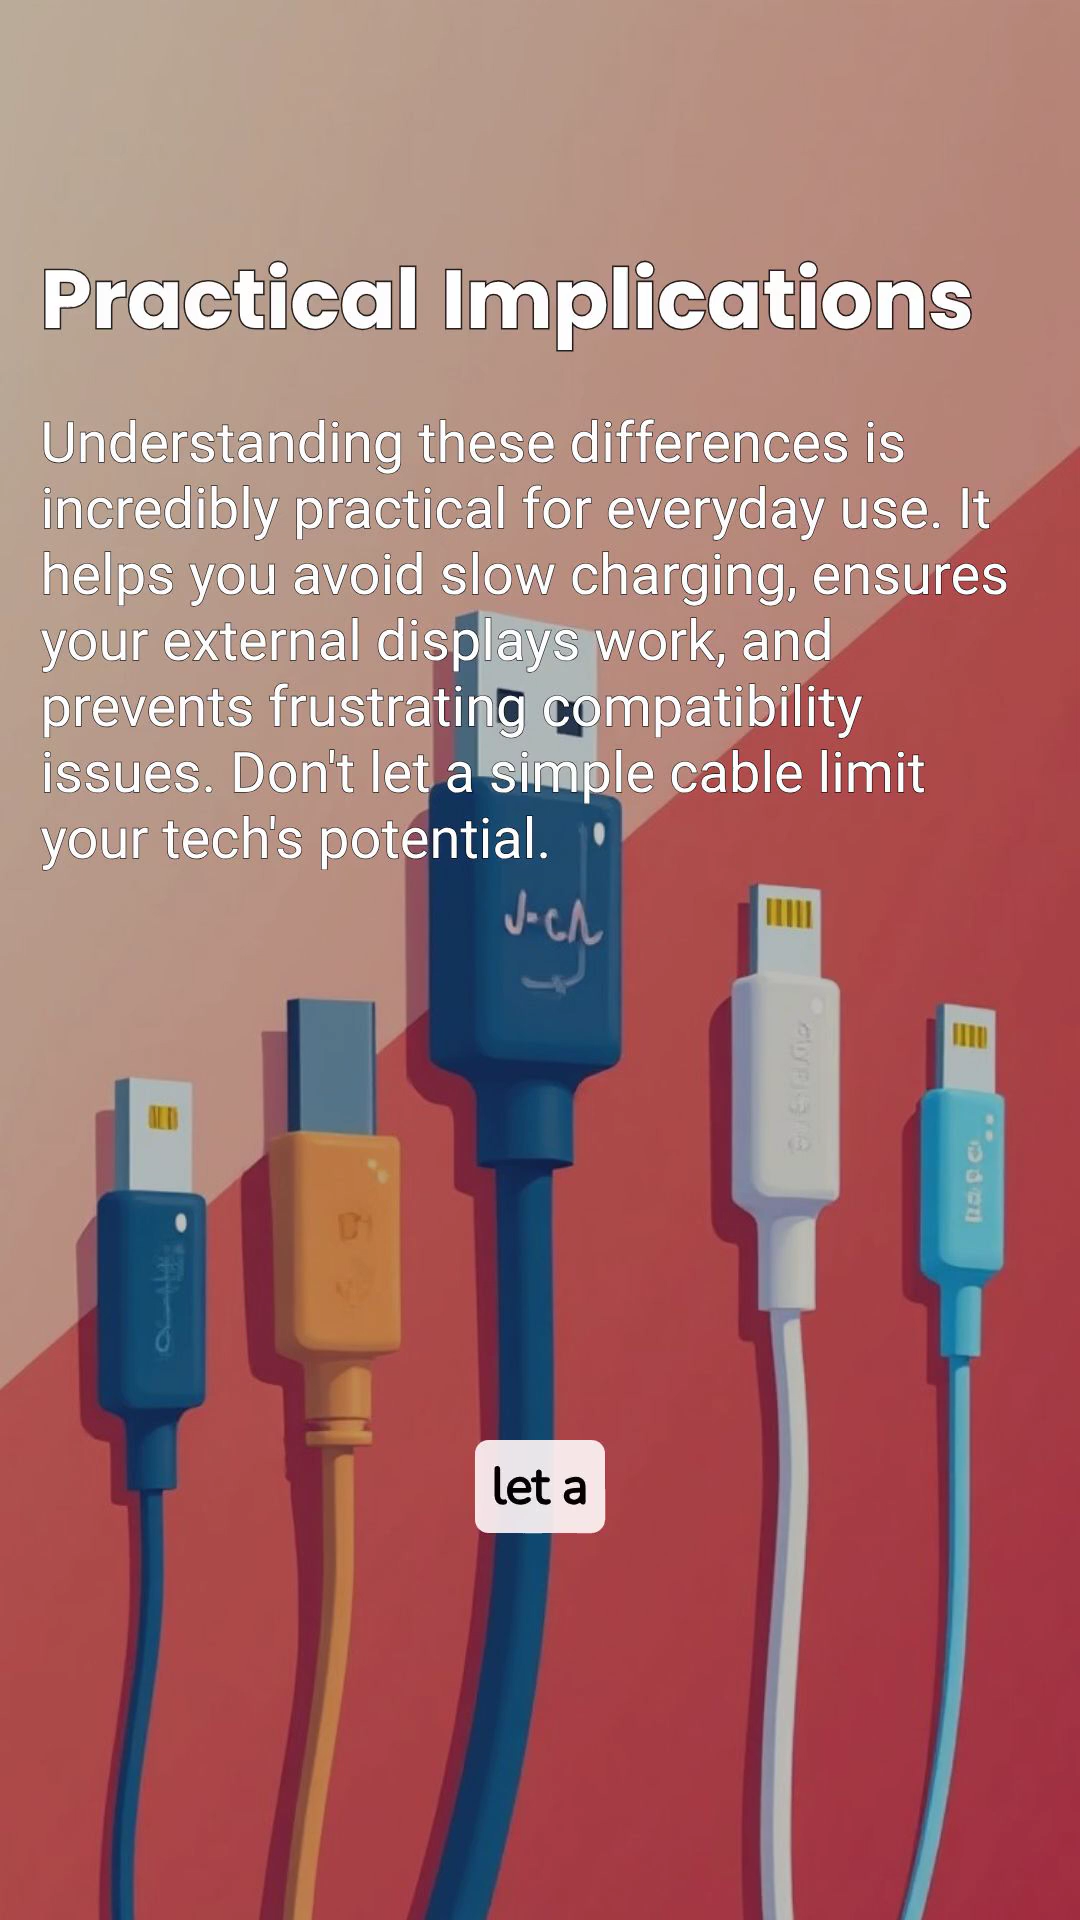 Practical Implications
Understanding these differences is
incredibly practical for everyday use. It
helps you avoid slow charging, ensures
your external displays work, and
prevents frustrating compatibility
issues. Don't let a simple cable limit
your tech's potential.
let a